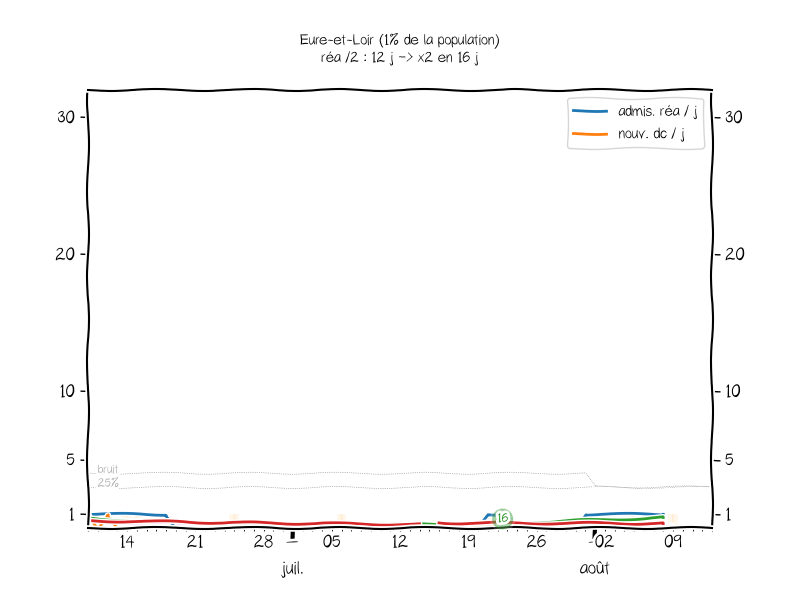 Eure-et-Loir (1% de la population)
réa /2 : 12 j -> x2 en 16 j
admis. réa / j
nouv. dc / j
30
30
20
20
10
10
5
5
bruit
25%
1
16
1
14 21 28 05 12 19 26 02 09
juil. août